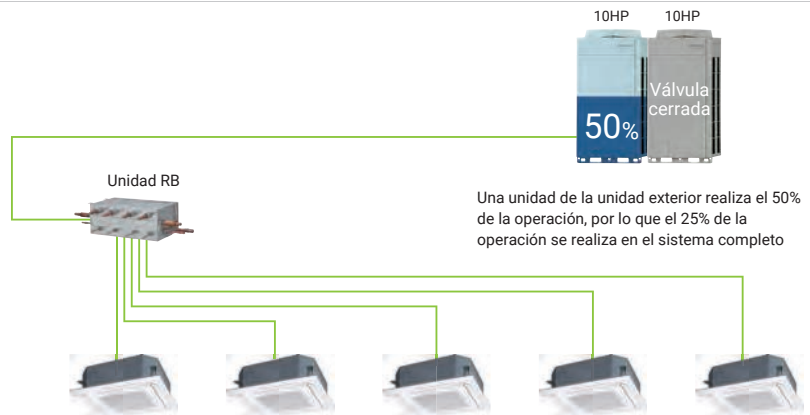 10HP 10HP
Válvula
cerrada
50%
Unidad RB
Una unidad de la unidad exterior realiza el 50%
de la operación, por lo que el 25% de la
operación se realiza en el sistema completo